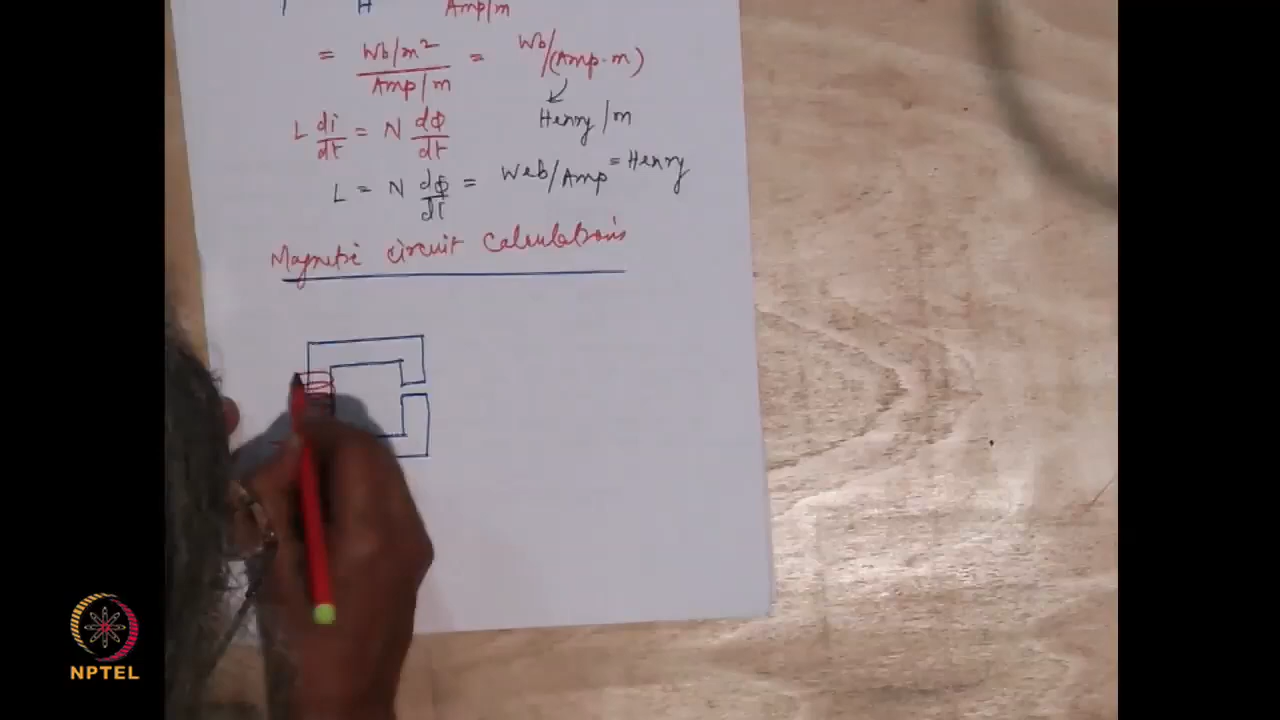 H Amp/m
= Wb/m² / Amp/m = Wb/(Amp·m)
Henry/m
L di/dt = N dΦ/dt
L = N dΦ/di = Web/Amp = Henry
Magnetic circuit calculations
NPTEL